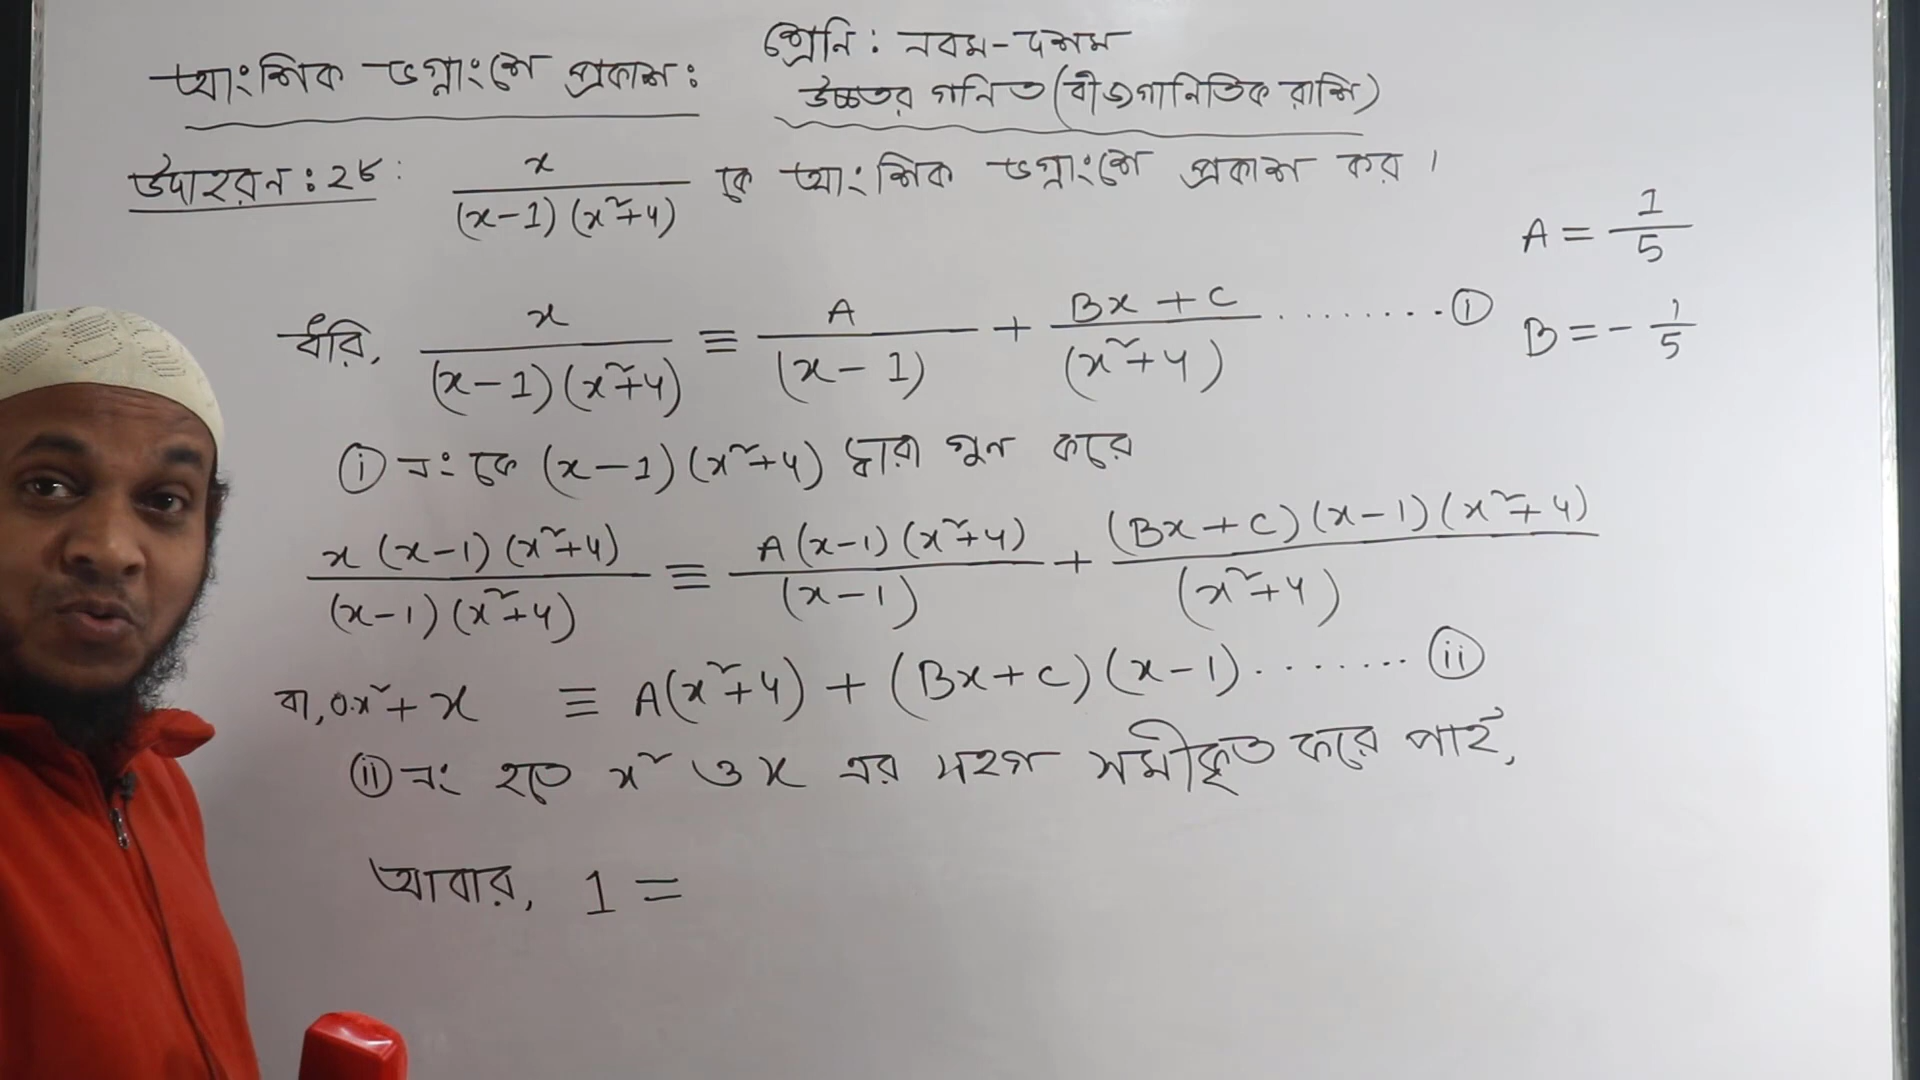 আংশিক ভগ্নাংশে প্রকাশ:
শ্রেনি: নবম-দশম
উচ্চতর গনিত (বীজগানিতিক রাশি)
উদাহরন: ২৮: x/((x-1)(x²+4)) কে আংশিক ভগ্নাংশে প্রকাশ কর।
A = 1/5
ধরি, x/((x-1)(x²+4)) ≡ A/(x-1) + (Bx+C)/(x²+4) ......... (i)
B = -1/5
(i) নং কে (x-1)(x²+4) দ্বারা গুন করে
x(x-1)(x²+4)/((x-1)(x²+4)) ≡ A(x-1)(x²+4)/(x-1) + (Bx+C)(x-1)(x²+4)/(x²+4)
বা, 0.x²+x ≡ A(x²+4) + (Bx+C)(x-1) ........ (ii)
(ii) নং হতে x² ও x এর সহগ সমীকৃত করে পাই,
আবার, 1 =